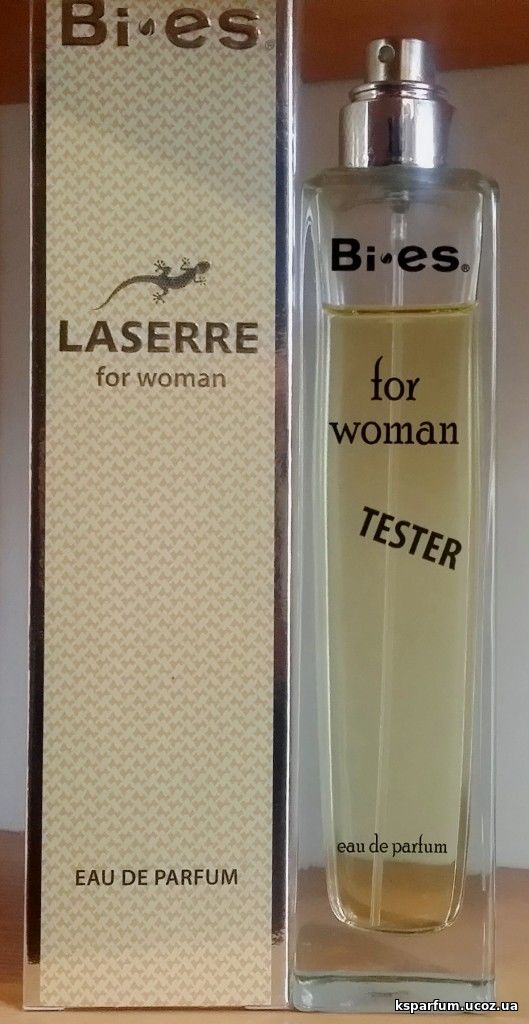 Bi•es®
LASERRE
for woman
EAU DE PARFUM
Bi•es®
for
woman
TESTER
eau de parfum
ksparfum.ucoz.ua